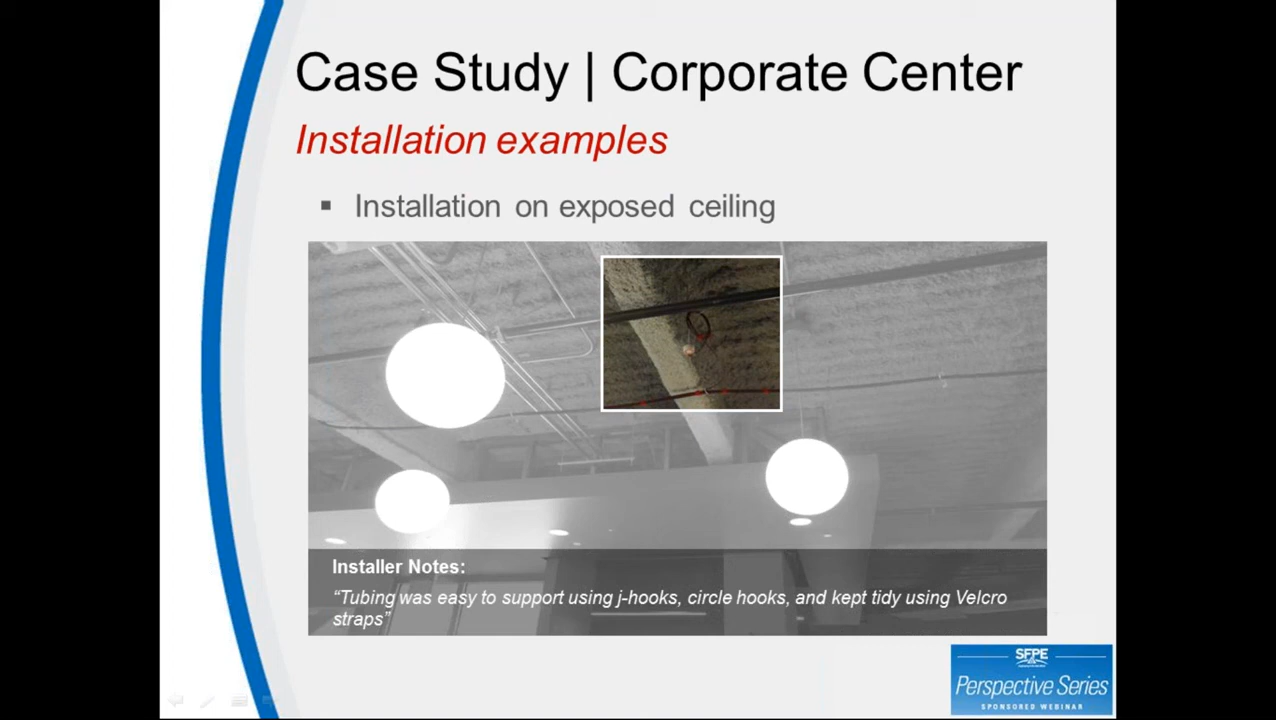 Case Study | Corporate Center
Installation examples
▪ Installation on exposed ceiling
Installer Notes:
“Tubing was easy to support using j-hooks, circle hooks, and kept tidy using Velcro
straps”
SFPE
Perspective Series
SPONSORED WEBINAR